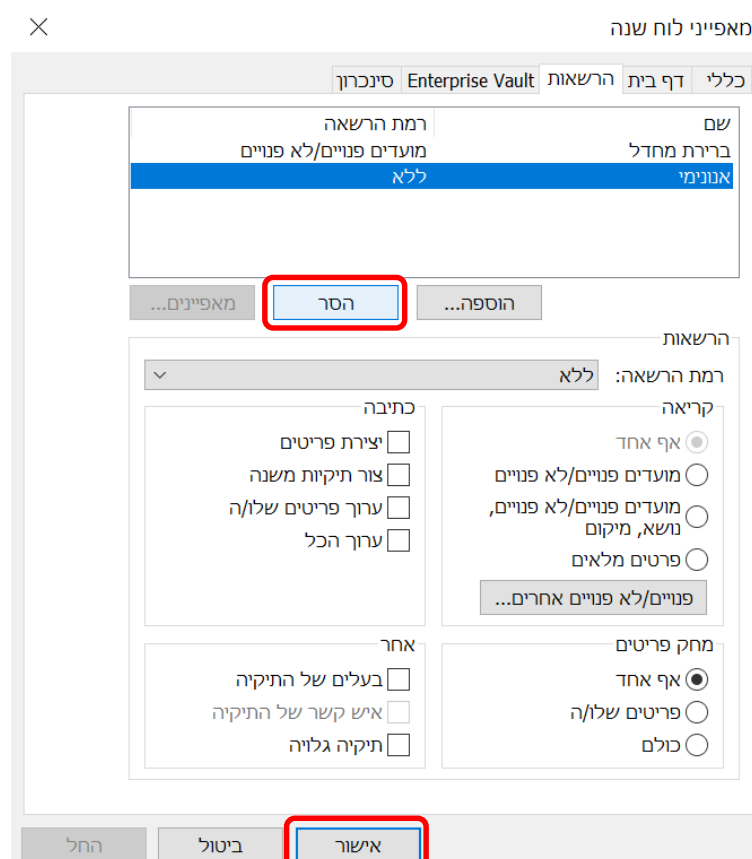 מאפייני לוח שנה
כללי דף בית הרשאות Enterprise Vault סינכרון
שם רמת הרשאה
ברירת מחדל מועדים פנויים/לא פנויים
אנונימי ללא
הוספה... הסר מאפיינים...
הרשאות
רמת הרשאה: ללא
קריאה
אף אחד
מועדים פנויים/לא פנויים
מועדים פנויים/לא פנויים,
נושא, מיקום
פרטים מלאים
פנויים/לא פנויים אחרים...
כתיבה
יצירת פריטים
צור תיקיות משנה
ערוך פריטים שלו/ה
ערוך הכל
מחק פריטים
אף אחד
פריטים שלו/ה
כולם
אחר
בעלים של התיקיה
איש קשר של התיקיה
תיקיה גלויה
אישור ביטול החל